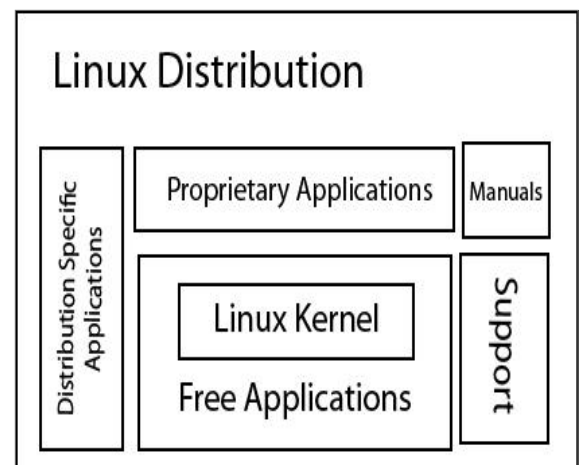 Linux Distribution
Distribution Specific
Applications
Proprietary Applications
Manuals
Linux Kernel
Free Applications
Support